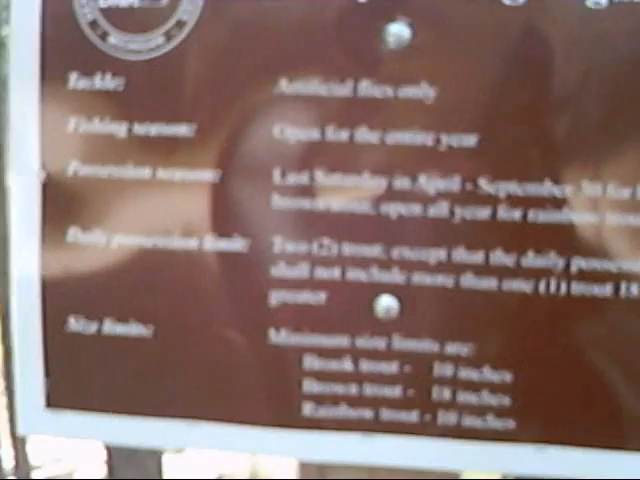 Tackle: Artificial flies only
Fishing season: Open for the entire year
Possession season: Last Saturday in April - September 30 for
brown trout, open all year for rainbow
Daily possession limit: Two (2) trout, except that the daily
shall not include more than one (1) trout 18
greater
Size limits: Minimum size limits are:
Brook trout - 10 inches
Brown trout - 18 inches
Rainbow trout - 10 inches